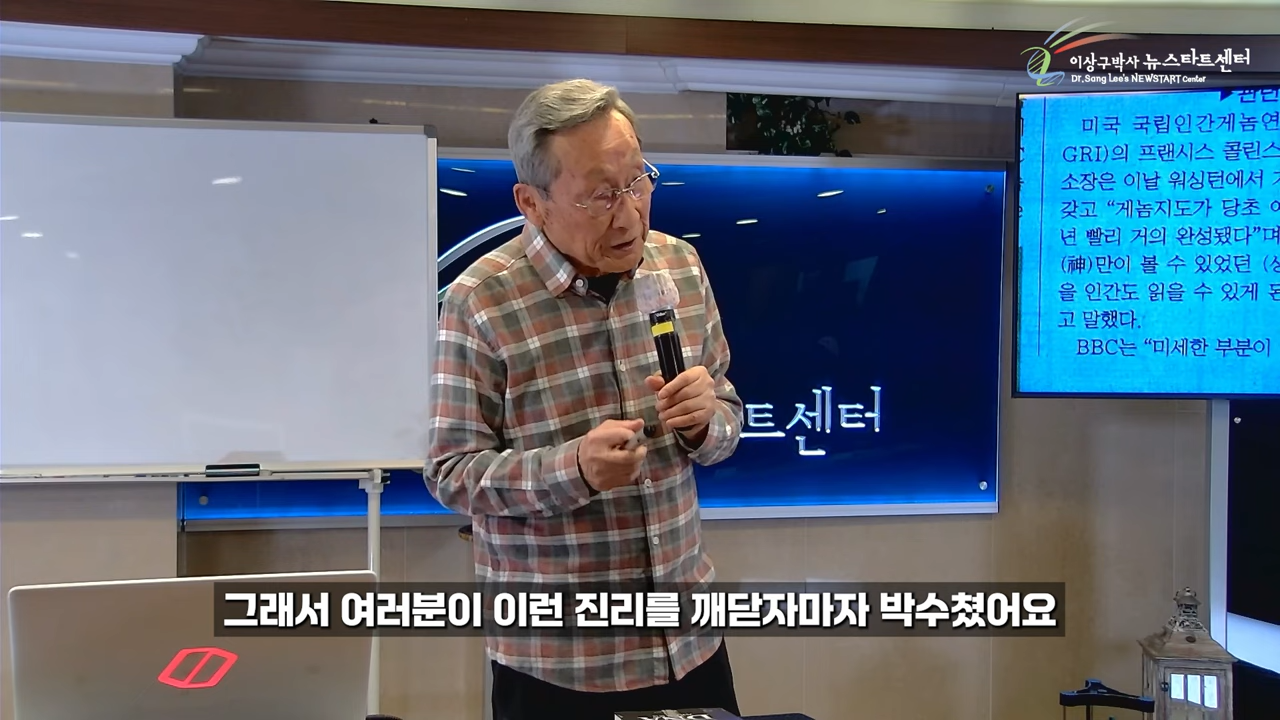 이상구박사 뉴스타트센터
Dr. Sang Lee's NEWSTART Center
미국 국립인간게놈연
GRI)의 프랜시스 콜린스
소장은 이날 워싱턴에서
갖고 “게놈지도가 당초
년 빨리 거의 완성됐다”며
(神)만이 볼 수 있었던
을 인간도 읽을 수 있게
고 말했다.
BBC는 “미세한 부분이
트센터
그래서 여러분이 이런 진리를 깨닫자마자 박수쳤어요